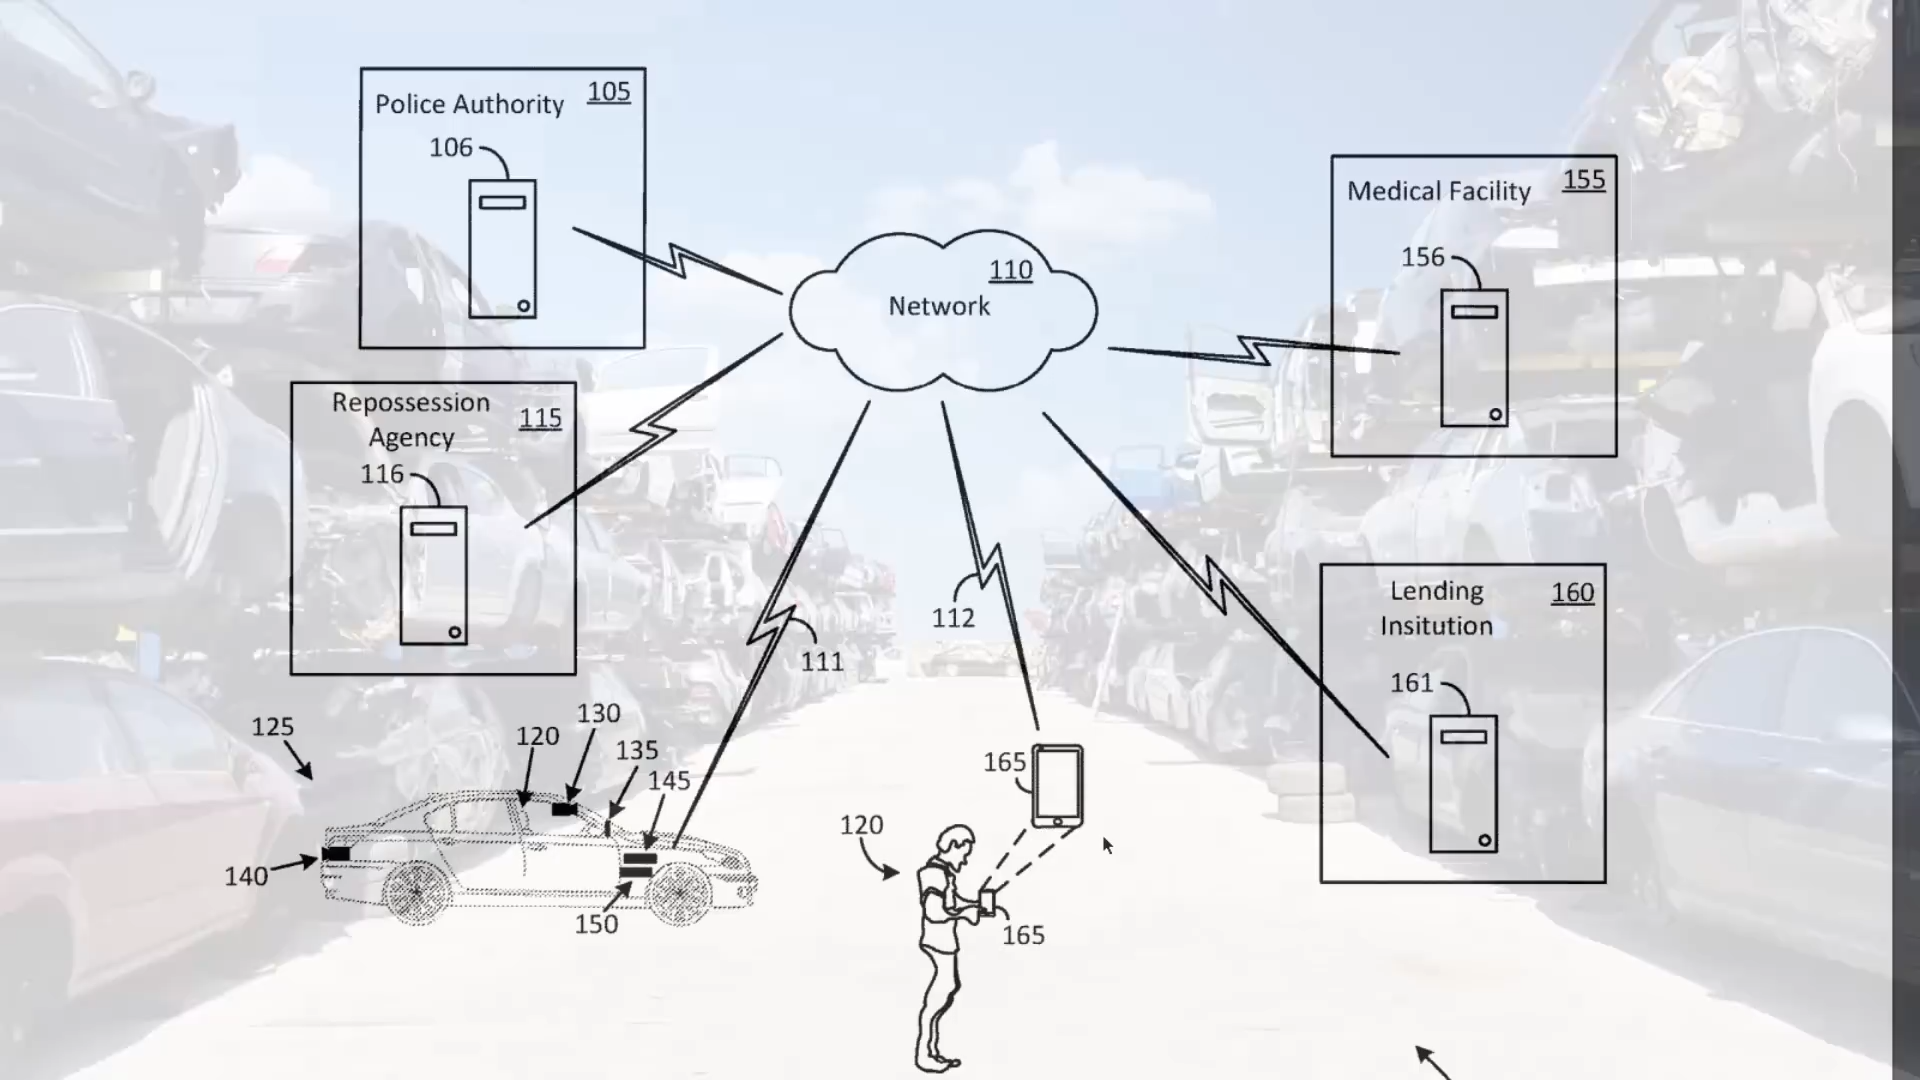 Police Authority 105
106
110
Network
Medical Facility 155
156
Repossession
Agency 115
116
111
112
Lending
Insitution 160
161
125
120
130
135
145
140
150
165
120
165